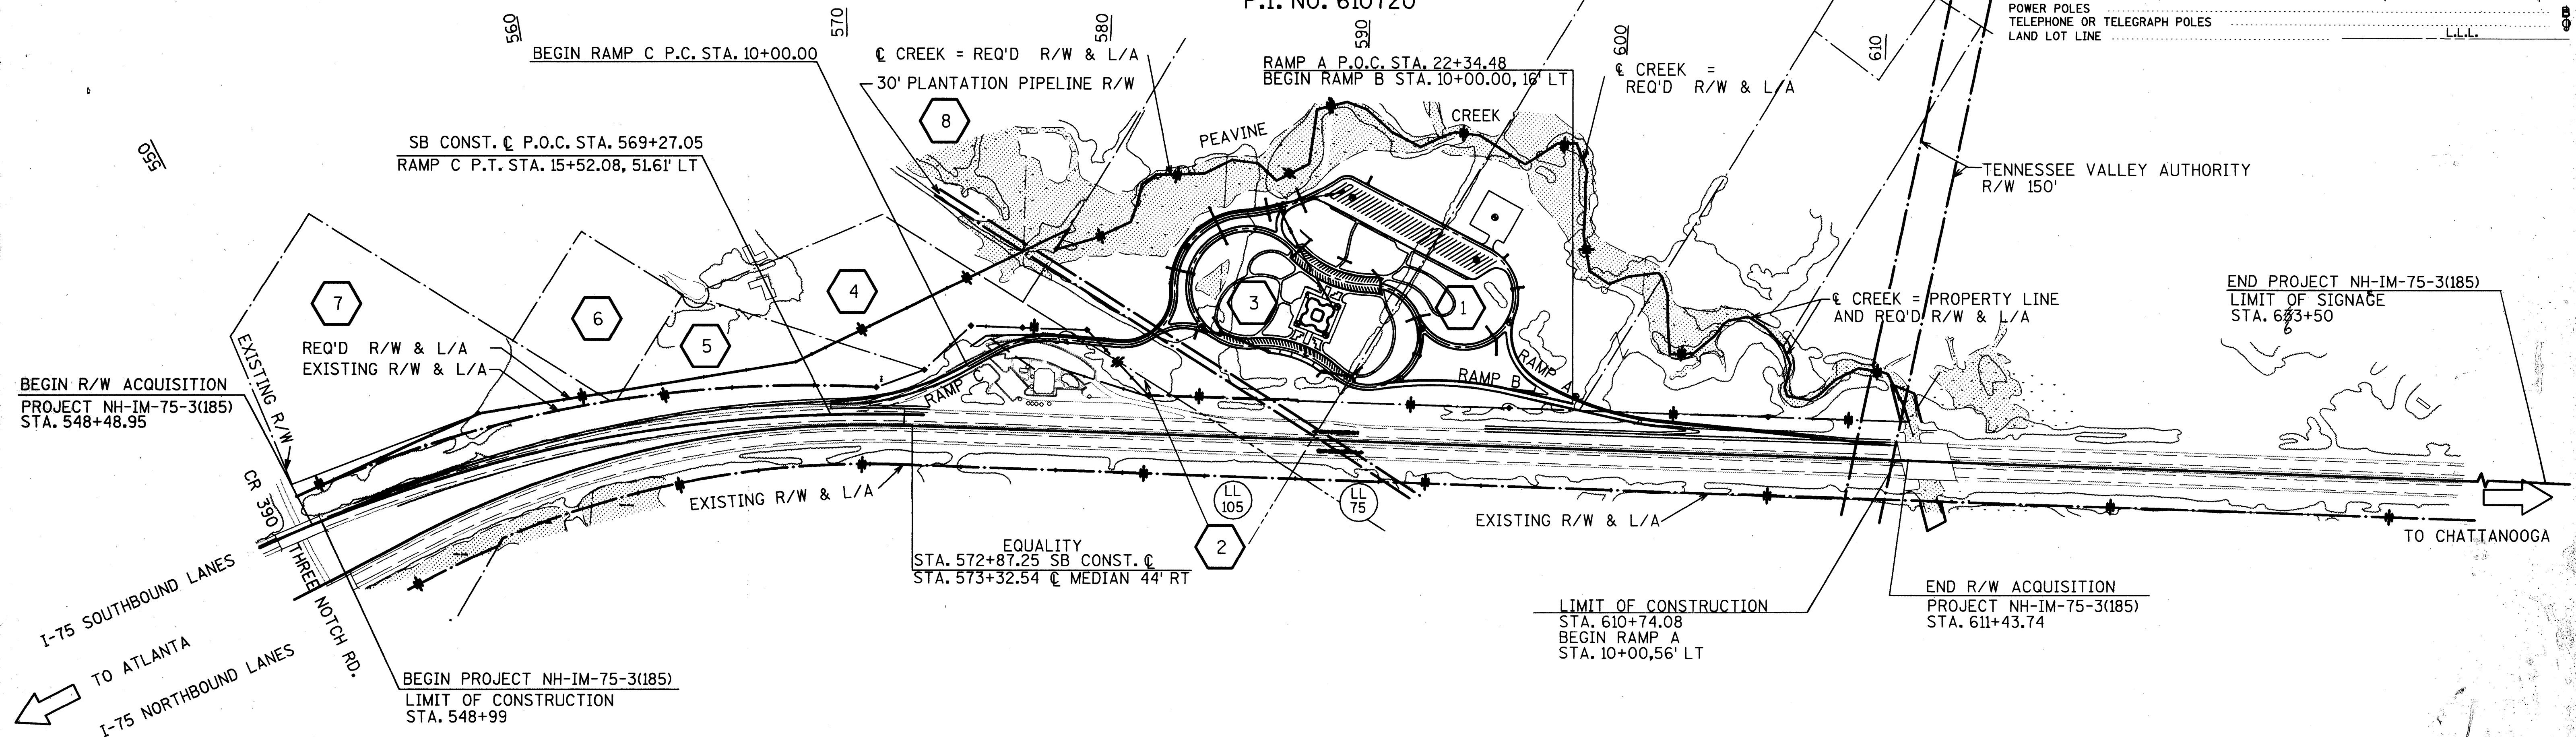 P.I. NO. 610720
POWER POLES
TELEPHONE OR TELEGRAPH POLES
LAND LOT LINE
L.L.L.
550
560
570
580
590
600
610
BEGIN RAMP C P.C. STA. 10+00.00
℄ CREEK = REQ'D R/W & L/A
30' PLANTATION PIPELINE R/W
RAMP A P.O.C. STA. 22+34.48
BEGIN RAMP B STA. 10+00.00, 16' LT
℄ CREEK =
REQ'D R/W & L/A
SB CONST. ℄ P.O.C. STA. 569+27.05
RAMP C P.T. STA. 15+52.08, 51.61' LT
8
PEAVINE
CREEK
TENNESSEE VALLEY AUTHORITY
R/W 150'
7
6
5
4
3
1
REQ'D R/W & L/A
EXISTING R/W & L/A
EXISTING R/W
℄ CREEK = PROPERTY LINE
AND REQ'D R/W & L/A
END PROJECT NH-IM-75-3(185)
LIMIT OF SIGNAGE
BEGIN R/W ACQUISITION
PROJECT NH-IM-75-3(185)
STA. 548+48.95
RAMP C
RAMP B
RAMP A
CR 390
THREE NOTCH RD.
EXISTING R/W & L/A
LL
105
LL
75
EXISTING R/W & L/A
2
EQUALITY
STA. 572+87.25 SB CONST. ℄
STA. 573+32.54 ℄ MEDIAN 44' RT
TO CHATTANOOGA
I-75 SOUTHBOUND LANES
TO ATLANTA
I-75 NORTHBOUND LANES
LIMIT OF CONSTRUCTION
STA. 610+74.08
BEGIN RAMP A
STA. 10+00,56' LT
END R/W ACQUISITION
PROJECT NH-IM-75-3(185)
STA. 611+43.74
BEGIN PROJECT NH-IM-75-3(185)
LIMIT OF CONSTRUCTION
STA. 548+99